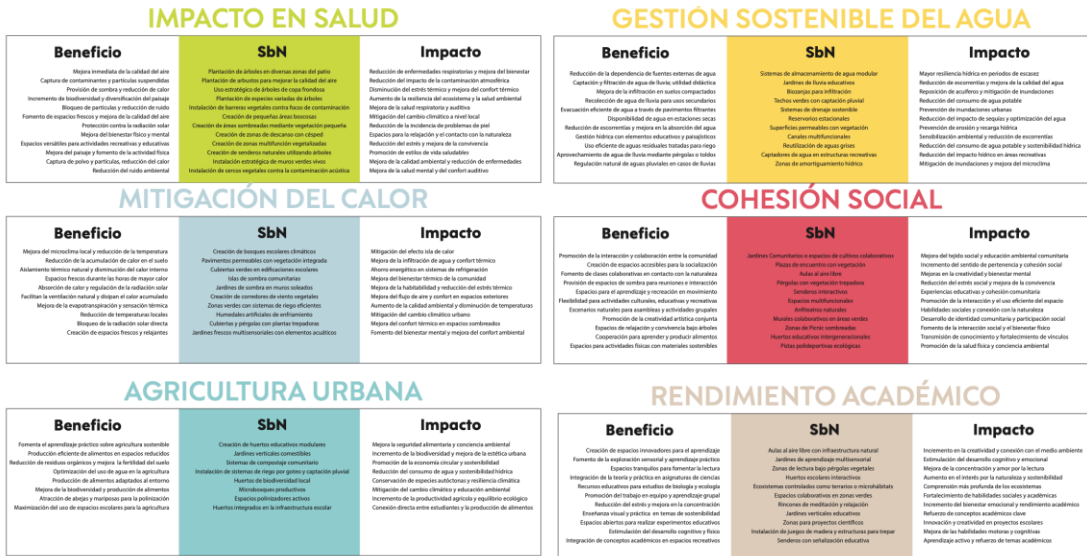 IMPACTO EN SALUD
Beneficio
Mejora inmediata de la calidad del aire
Captura de contaminantes y partículas suspendidas
Provisión de sombra y reducción de calor
Incremento de biodiversidad y diversificación del paisaje
Bloqueo de partículas y reducción de ruido
Fomento de espacios frescos y mejora de la calidad del aire
Protección contra la radiación solar
Mejora del bienestar físico y mental
Espacios versátiles para actividades recreativas y educativas
Mejora del paisaje y fomento de la actividad física
Captura de polvo y partículas, reducción del calor
Reducción del ruido ambiental
SbN
Plantación de árboles en diversas zonas del patio
Plantación de arbustos para mejorar la calidad del aire
Uso estratégico de árboles de copa frondosa
Plantación de especies variadas de árboles
Instalación de barreras vegetales contra focos de contaminación
Creación de pequeñas áreas boscosas
Creación de áreas sombreadas mediante vegetación pequeña
Creación de zonas de descanso con césped
Creación de zonas multifunción vegetalizadas
Creación de senderos naturales utilizando árboles
Instalación estratégica de muros verdes vivos
Instalación de cercos vegetales contra la contaminación acústica
Impacto
Reducción de enfermedades respiratorias y mejora del bienestar
Reducción del impacto de la contaminación atmosférica
Disminución del estrés térmico y mejora del confort térmico
Aumento de la resiliencia del ecosistema y la salud ambiental
Mejora de la salud respiratoria y auditiva
Mitigación del cambio climático a nivel local
Reducción de la incidencia de problemas de piel
Espacios para la relajación y el contacto con la naturaleza
Reducción del estrés y mejora de la convivencia
Promoción de estilos de vida saludables
Mejora de la calidad ambiental y reducción de enfermedades
Mejora de la salud mental y del confort auditivo
GESTIÓN SOSTENIBLE DEL AGUA
Beneficio
Reducción de la dependencia de fuentes externas de agua
Captación y filtración de agua de lluvia; utilidad didáctica
Mejora de la infiltración en suelos compactados
Recolección de agua de lluvia para usos secundarios
Evacuación eficiente de agua a través de pavimentos filtrantes
Disponibilidad de agua en estaciones secas
Reducción de escorrentías y mejora en la absorción del agua
Gestión hídrica con elementos educativos y paisajísticos
Uso eficiente de aguas residuales tratadas para riego
Aprovechamiento de agua de lluvia mediante pérgolas o toldos
Regulación natural de aguas pluviales en casos de lluvias
SbN
Sistemas de almacenamiento de agua modular
Jardines de lluvia educativos
Biozanjas para infiltración
Techos verdes con captación pluvial
Sistemas de drenaje sostenible
Reservorios estacionales
Superficies permeables con vegetación
Canales multifuncionales
Reutilización de aguas grises
Captadores de agua en estructuras recreativas
Zonas de amortiguamiento hídrico
Impacto
Mayor resiliencia hídrica en periodos de escasez
Reducción de escorrentías y mejora de la calidad del agua
Reposición de acuíferos y mitigación de inundaciones
Reducción del consumo de agua potable
Prevención de inundaciones urbanas
Reducción del impacto de sequías y optimización del agua
Prevención de erosión y recarga hídrica
Sensibilización ambiental y reducción de escorrentías
Reducción del consumo de agua potable y sostenibilidad hídrica
Reducción del impacto hídrico en áreas recreativas
Mitigación de inundaciones y mejora del microclima
MITIGACIÓN DEL CALOR
Beneficio
Mejora del microclima local y reducción de la temperatura
Reducción de la acumulación de calor en el suelo
Aislamiento térmico natural y disminución del calor interno
Espacios frescos durante las horas de mayor calor
Absorción de calor y regulación de la radiación solar
Facilitan la ventilación natural y disipan el calor acumulado
Mejora de la evapotranspiración y sensación térmica
Reducción de temperaturas locales
Bloqueo de la radiación solar directa
Creación de espacios frescos y relajantes
SbN
Creación de bosques escolares climáticos
Pavimentos permeables con vegetación integrada
Cubiertas verdes en edificaciones escolares
Islas de sombra comunitarias
Jardines de sombra en muros soleados
Creación de corredores de viento vegetales
Zonas verdes con sistemas de riego eficientes
Humedales artificiales de enfriamiento
Cubiertas y pérgolas con plantas trepadoras
Jardines frescos multisensoriales con elementos acuáticos
Impacto
Mitigación del efecto isla de calor
Mejora de la infiltración de agua y confort térmico
Ahorro energético en sistemas de refrigeración
Mejora del bienestar térmico de la comunidad
Mejora de la habitabilidad y reducción del estrés térmico
Mejora del flujo de aire y confort en espacios exteriores
Aumento de la calidad ambiental y disminución de temperaturas
Mitigación del cambio climático urbano
Mejora del confort térmico en espacios sombreados
Fomento del bienestar mental y mejora del confort ambiental
COHESIÓN SOCIAL
Beneficio
Promoción de la interacción y colaboración entre la comunidad
Creación de espacios accesibles para la socialización
Fomento de clases colaborativas en contacto con la naturaleza
Provisión de espacios de sombra para reuniones e interacción
Espacios para el aprendizaje y recreación en movimiento
Flexibilidad para actividades culturales, educativas y recreativas
Escenarios naturales para asambleas y actividades grupales
Promoción de la creatividad artística conjunta
Espacios de relajación y convivencia bajo árboles
Cooperación para aprender y producir alimentos
Espacios para actividades físicas con materiales sostenibles
SbN
Jardines Comunitarios o espacios de cultivos colaborativos
Plazas de encuentro con vegetación
Aulas al aire libre
Pérgolas con vegetación trepadora
Senderos interactivos
Espacios multifuncionales
Anfiteatros naturales
Murales colaborativos en áreas verdes
Zonas de Picnic sombreadas
Huertos educativos intergeneracionales
Pistas polideportivas ecológicas
Impacto
Mejora del tejido social y educación ambiental comunitaria
Incremento del sentido de pertenencia y cohesión social
Mejoras en la creatividad y bienestar mental
Reducción del estrés social y mejora de la convivencia
Experiencias educativas y cohesión comunitaria
Promoción de la interacción y el uso eficiente del espacio
Habilidades sociales y conexión con la naturaleza
Desarrollo de identidad comunitaria y participación social
Fomento de la interacción social y el bienestar físico
Transmisión de conocimiento y fortalecimiento de vínculos
Promoción de la salud física y conciencia ambiental
AGRICULTURA URBANA
Beneficio
Fomenta el aprendizaje práctico sobre agricultura sostenible
Producción eficiente de alimentos en espacios reducidos
Reducción de residuos orgánicos y mejora la fertilidad del suelo
Optimización del uso de agua en la agricultura
Producción de alimentos adaptados al entorno
Mejora de la biodiversidad y producción de alimentos
Atracción de abejas y mariposas para la polinización
Maximización del uso de espacios escolares para la agricultura
SbN
Creación de huertos educativos modulares
Jardines verticales comestibles
Sistemas de compostaje comunitario
Instalación de sistemas de riego por goteo y captación pluvial
Huertos de biodiversidad local
Microbosques productivos
Espacios polinizadores activos
Huertos integrados en la infraestructura escolar
Impacto
Mejora la seguridad alimentaria y conciencia ambiental
Incremento de la biodiversidad y mejora de la estética urbana
Promoción de la economía circular y sostenibilidad
Reducción del consumo de agua y sostenibilidad hídrica
Conservación de especies autóctonas y resiliencia climática
Mitigación del cambio climático y educación ambiental
Incremento de la productividad agrícola y equilibrio ecológico
Conexión directa entre estudiantes y la producción de alimentos
RENDIMIENTO ACADÉMICO
Beneficio
Creación de espacios innovadores para el aprendizaje
Fomento de la exploración sensorial y aprendizaje práctico
Espacios tranquilos para fomentar la lectura
Integración de la teoría y práctica en asignaturas de ciencias
Recursos educativos para estudios de biología y ecología
Promoción del trabajo en equipo y aprendizaje grupal
Reducción del estrés y mejora en la concentración
Enseñanza visual y práctica en temas de sostenibilidad
Espacios abiertos para realizar experimentos educativos
Estimulación del desarrollo cognitivo y físico
Integración de conceptos académicos en espacios recreativos
SbN
Aulas al aire libre con infraestructura natural
Jardines de aprendizaje multisensorial
Zonas de lectura bajo pérgolas vegetales
Huertos escolares interactivos
Ecosistemas controlados como terrarios o microhábitats
Espacios colaborativos en zonas verdes
Rincones de meditación y relajación
Jardines verticales educativos
Zonas para proyectos científicos
Instalación de juegos de madera y estructuras para trepar
Senderos con señalización educativa
Impacto
Incremento en la creatividad y conexión con el medio ambiente
Estimulación del desarrollo cognitivo y emocional
Mejora de la concentración y amor por la lectura
Aumento en el interés por la naturaleza y sostenibilidad
Comprensión más profunda de los ecosistemas
Fortalecimiento de habilidades sociales y académicas
Incremento del bienestar emocional y rendimiento académico
Refuerzo de conceptos académicos clave
Innovación y creatividad en proyectos escolares
Mejora de las habilidades motoras y cognitivas
Aprendizaje activo y refuerzo de temas académicos